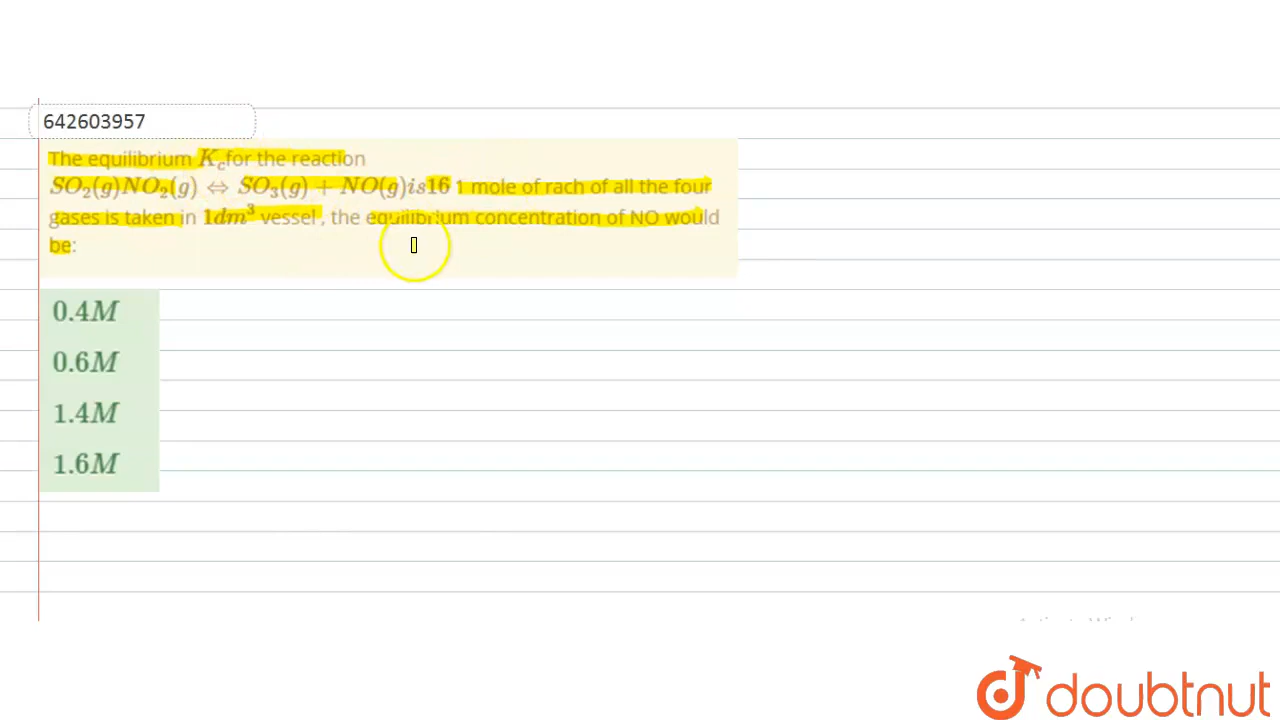 642603957
The equilibrium K_c for the reaction
SO_2(g)NO_2(g) ⇔ SO_3(g) + NO(g)is16 1 mole of rach of all the four
gases is taken in 1dm^3 vessel , the equilibrium concentration of NO would
be:
0.4M
0.6M
1.4M
1.6M
doubtnut